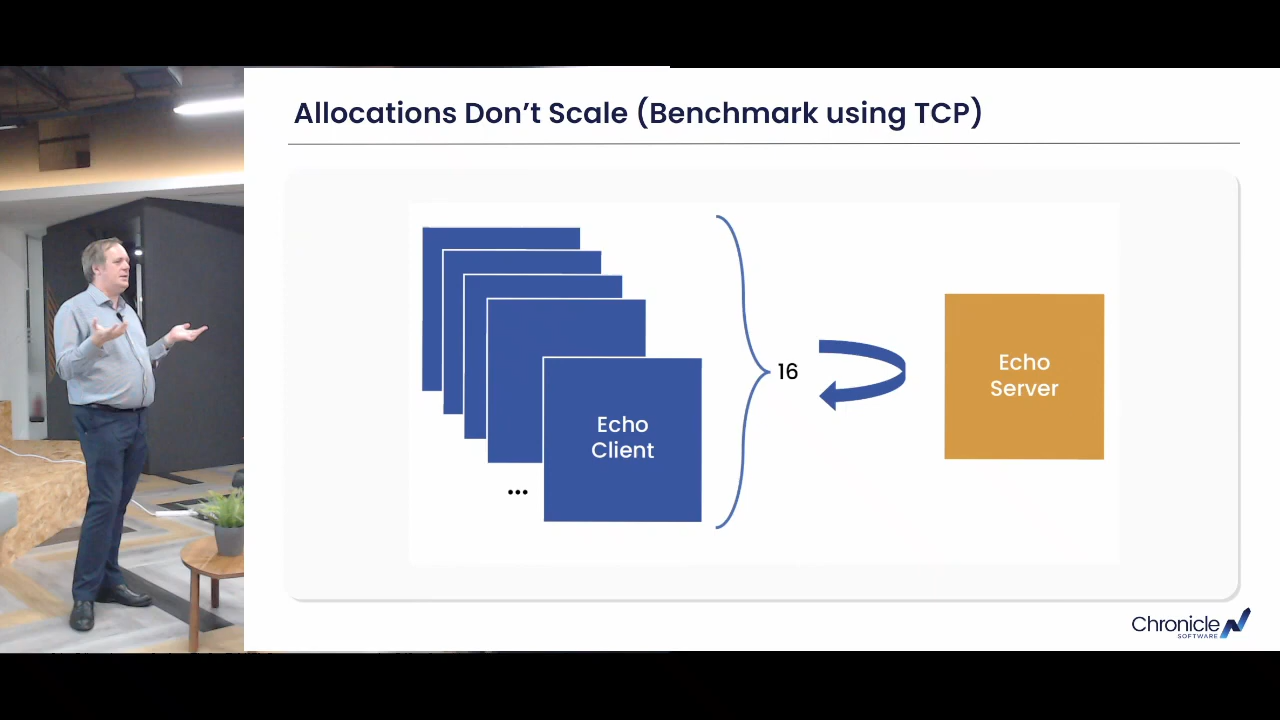 Allocations Don’t Scale (Benchmark using TCP)
16
Echo
Server
Echo
Client
...
Chronicle
SOFTWARE